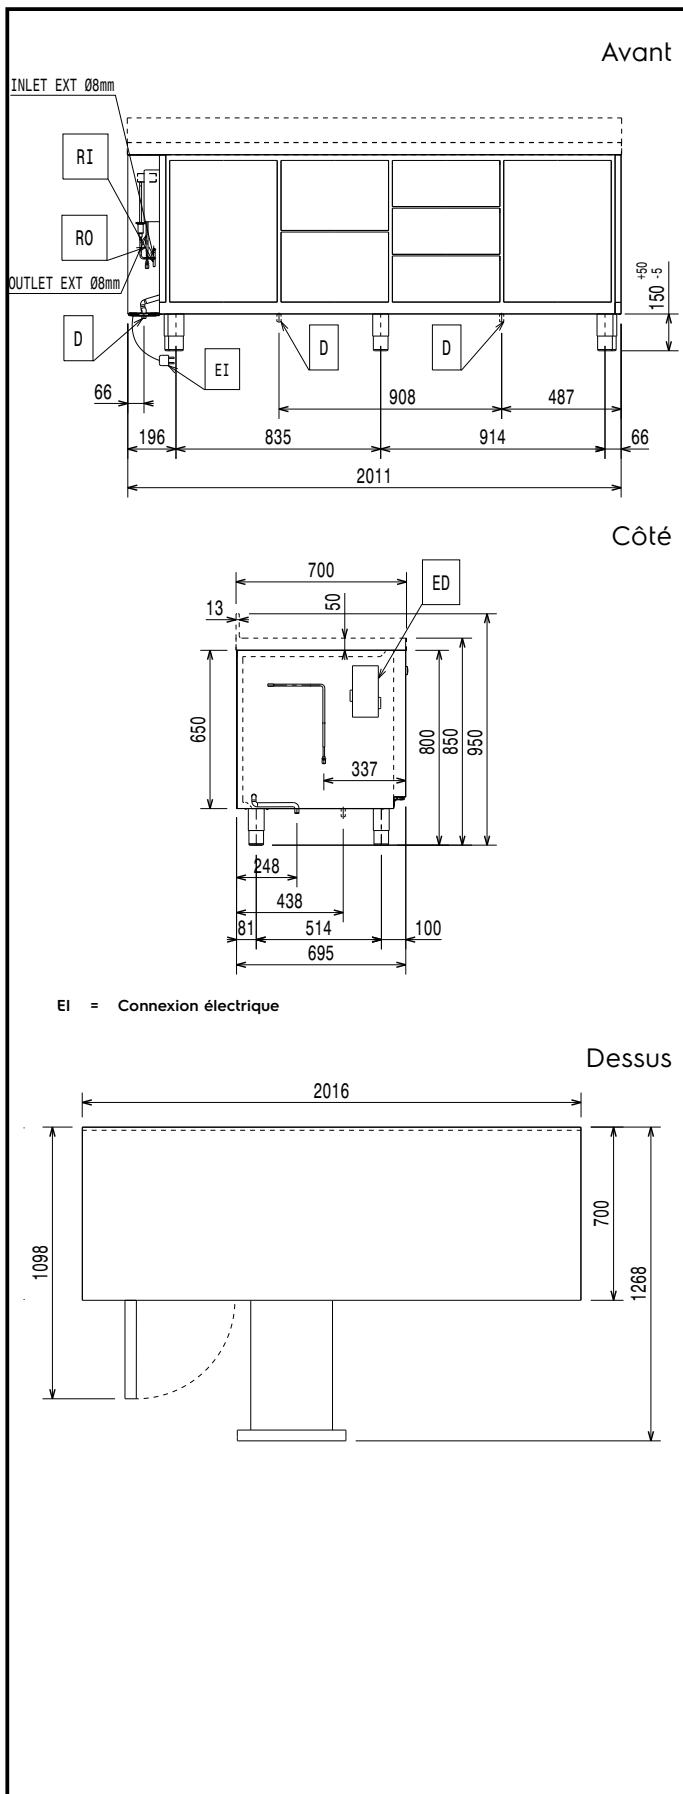 Avant
INLET EXT Ø8mm
RI
RO
OUTLET EXT Ø8mm
D
EI
D
D
150 +50 -5
66
908
487
196
835
914
66
2011
Côté
700
ED
13
50
650
337
800
850
950
248
438
81
514
100
695
EI = Connexion électrique
Dessus
2016
1098
700
1268